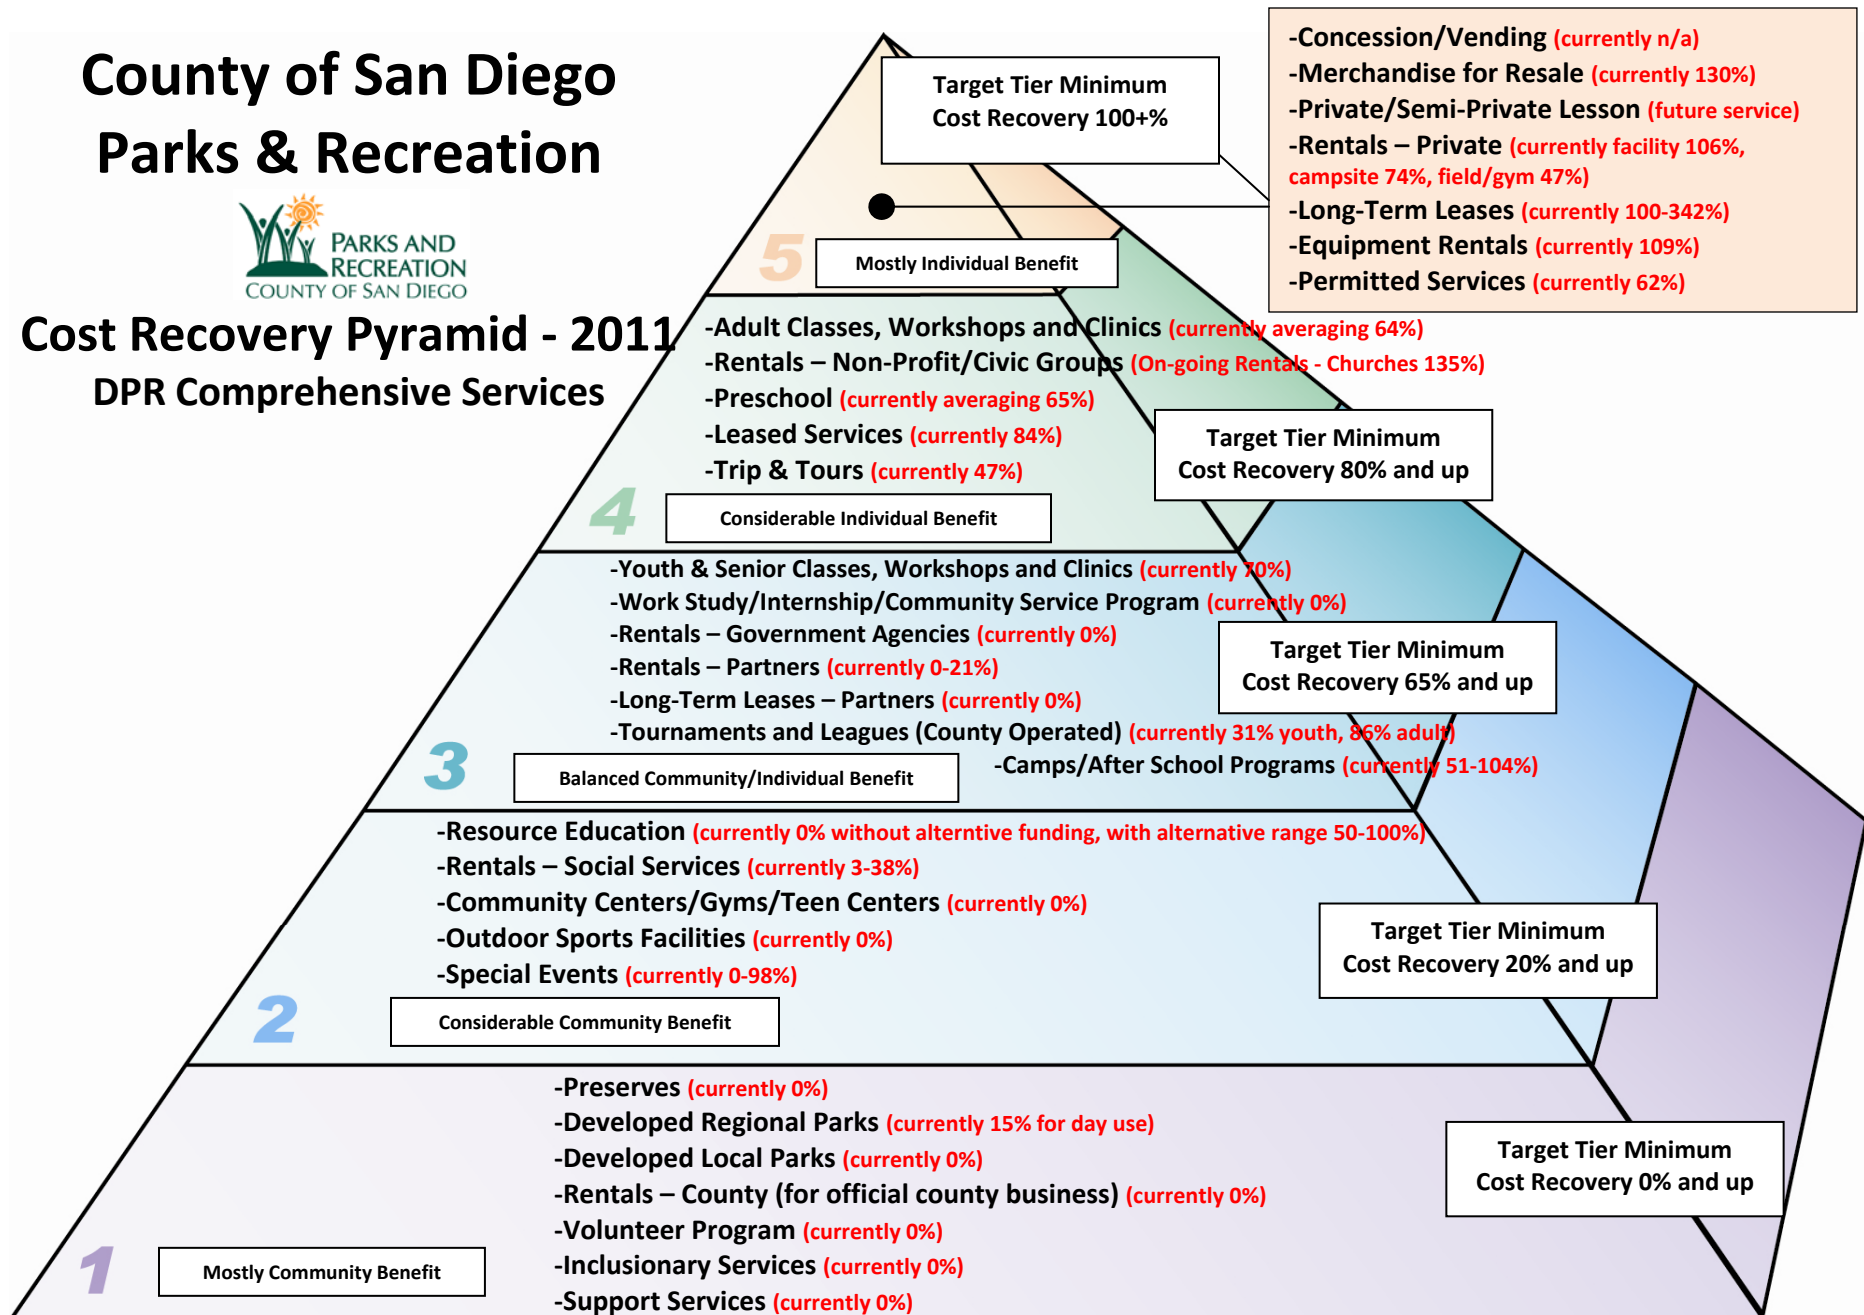 County of San Diego
Parks & Recreation
PARKS AND
RECREATION
COUNTY OF SAN DIEGO
Cost Recovery Pyramid - 2011
DPR Comprehensive Services
Target Tier Minimum
Cost Recovery 100+%
-Concession/Vending (currently n/a)
-Merchandise for Resale (currently 130%)
-Private/Semi-Private Lesson (future service)
-Rentals – Private (currently facility 106%,
campsite 74%, field/gym 47%)
-Long-Term Leases (currently 100-342%)
-Equipment Rentals (currently 109%)
-Permitted Services (currently 62%)
5
Mostly Individual Benefit
-Adult Classes, Workshops and Clinics (currently averaging 64%)
-Rentals – Non-Profit/Civic Groups (On-going Rentals - Churches 135%)
-Preschool (currently averaging 65%)
-Leased Services (currently 84%)
-Trip & Tours (currently 47%)
Target Tier Minimum
Cost Recovery 80% and up
4
Considerable Individual Benefit
-Youth & Senior Classes, Workshops and Clinics (currently 70%)
-Work Study/Internship/Community Service Program (currently 0%)
-Rentals – Government Agencies (currently 0%)
-Rentals – Partners (currently 0-21%)
-Long-Term Leases – Partners (currently 0%)
-Tournaments and Leagues (County Operated) (currently 31% youth, 86% adult)
-Camps/After School Programs (currently 51-104%)
Target Tier Minimum
Cost Recovery 65% and up
3
Balanced Community/Individual Benefit
-Resource Education (currently 0% without alterntive funding, with alternative range 50-100%)
-Rentals – Social Services (currently 3-38%)
-Community Centers/Gyms/Teen Centers (currently 0%)
-Outdoor Sports Facilities (currently 0%)
-Special Events (currently 0-98%)
Target Tier Minimum
Cost Recovery 20% and up
2
Considerable Community Benefit
-Preserves (currently 0%)
-Developed Regional Parks (currently 15% for day use)
-Developed Local Parks (currently 0%)
-Rentals – County (for official county business) (currently 0%)
-Volunteer Program (currently 0%)
-Inclusionary Services (currently 0%)
-Support Services (currently 0%)
Target Tier Minimum
Cost Recovery 0% and up
1
Mostly Community Benefit